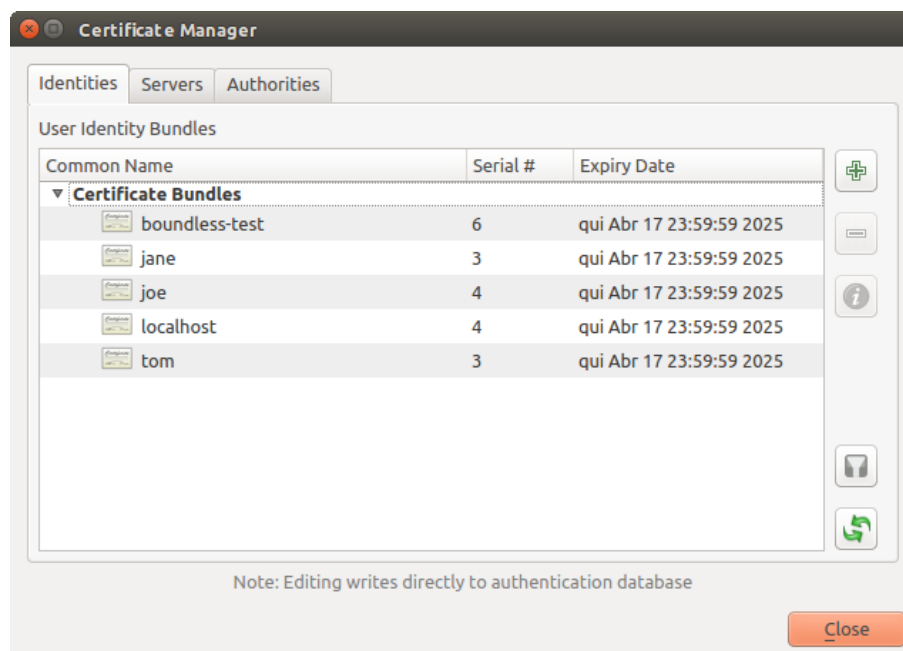 Certificate Manager
Identities Servers Authorities
User Identity Bundles
Common Name Serial # Expiry Date
Certificate Bundles
boundless-test 6 qui Abr 17 23:59:59 2025
jane 3 qui Abr 17 23:59:59 2025
joe 4 qui Abr 17 23:59:59 2025
localhost 4 qui Abr 17 23:59:59 2025
tom 3 qui Abr 17 23:59:59 2025
Note: Editing writes directly to authentication database
Close